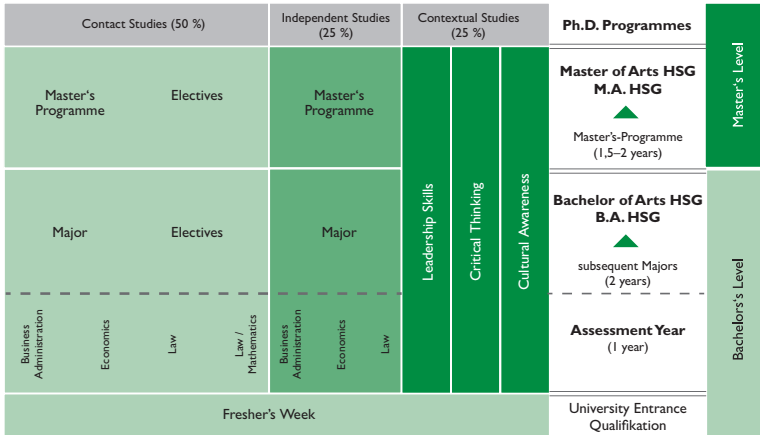 Contact Studies (50 %)
Independent Studies
(25 %)
Contextual Studies
(25 %)
Ph.D. Programmes
Master‘s
Programme
Electives
Master‘s
Programme
Master of Arts HSG
M.A. HSG
Master’s-Programme
(1,5–2 years)
Master‘s Level
Major
Electives
Major
Leadership Skills
Critical Thinking
Cultural Awareness
Bachelor of Arts HSG
B.A. HSG
subsequent Majors
(2 years)
Bachelors‘s Level
Business
Administration
Economics
Law
Law /
Mathematics
Business
Administration
Economics
Law
Assessment Year
(1 year)
Fresher‘s Week
University Entrance
Qualifikation